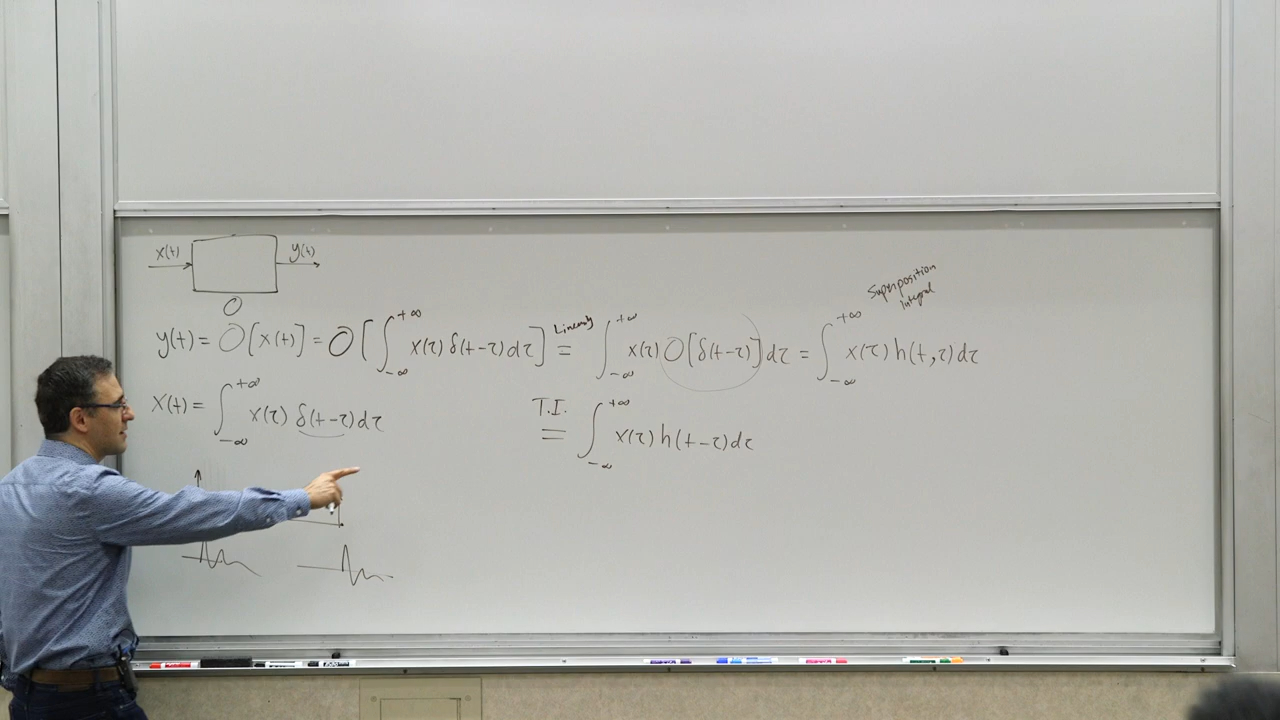 x(t) y(t)
O
Superposition
Integral
y(t) = O[x(t)] = O[∫_{-∞}^{+∞} x(τ) δ(t-τ) dτ] =^{Linearity} ∫_{-∞}^{+∞} x(τ) O[δ(t-τ)] dτ = ∫_{-∞}^{+∞} x(τ) h(t,τ) dτ
x(t) = ∫_{-∞}^{+∞} x(τ) δ(t-τ) dτ
T.I.
= ∫_{-∞}^{+∞} x(τ) h(t-τ) dτ